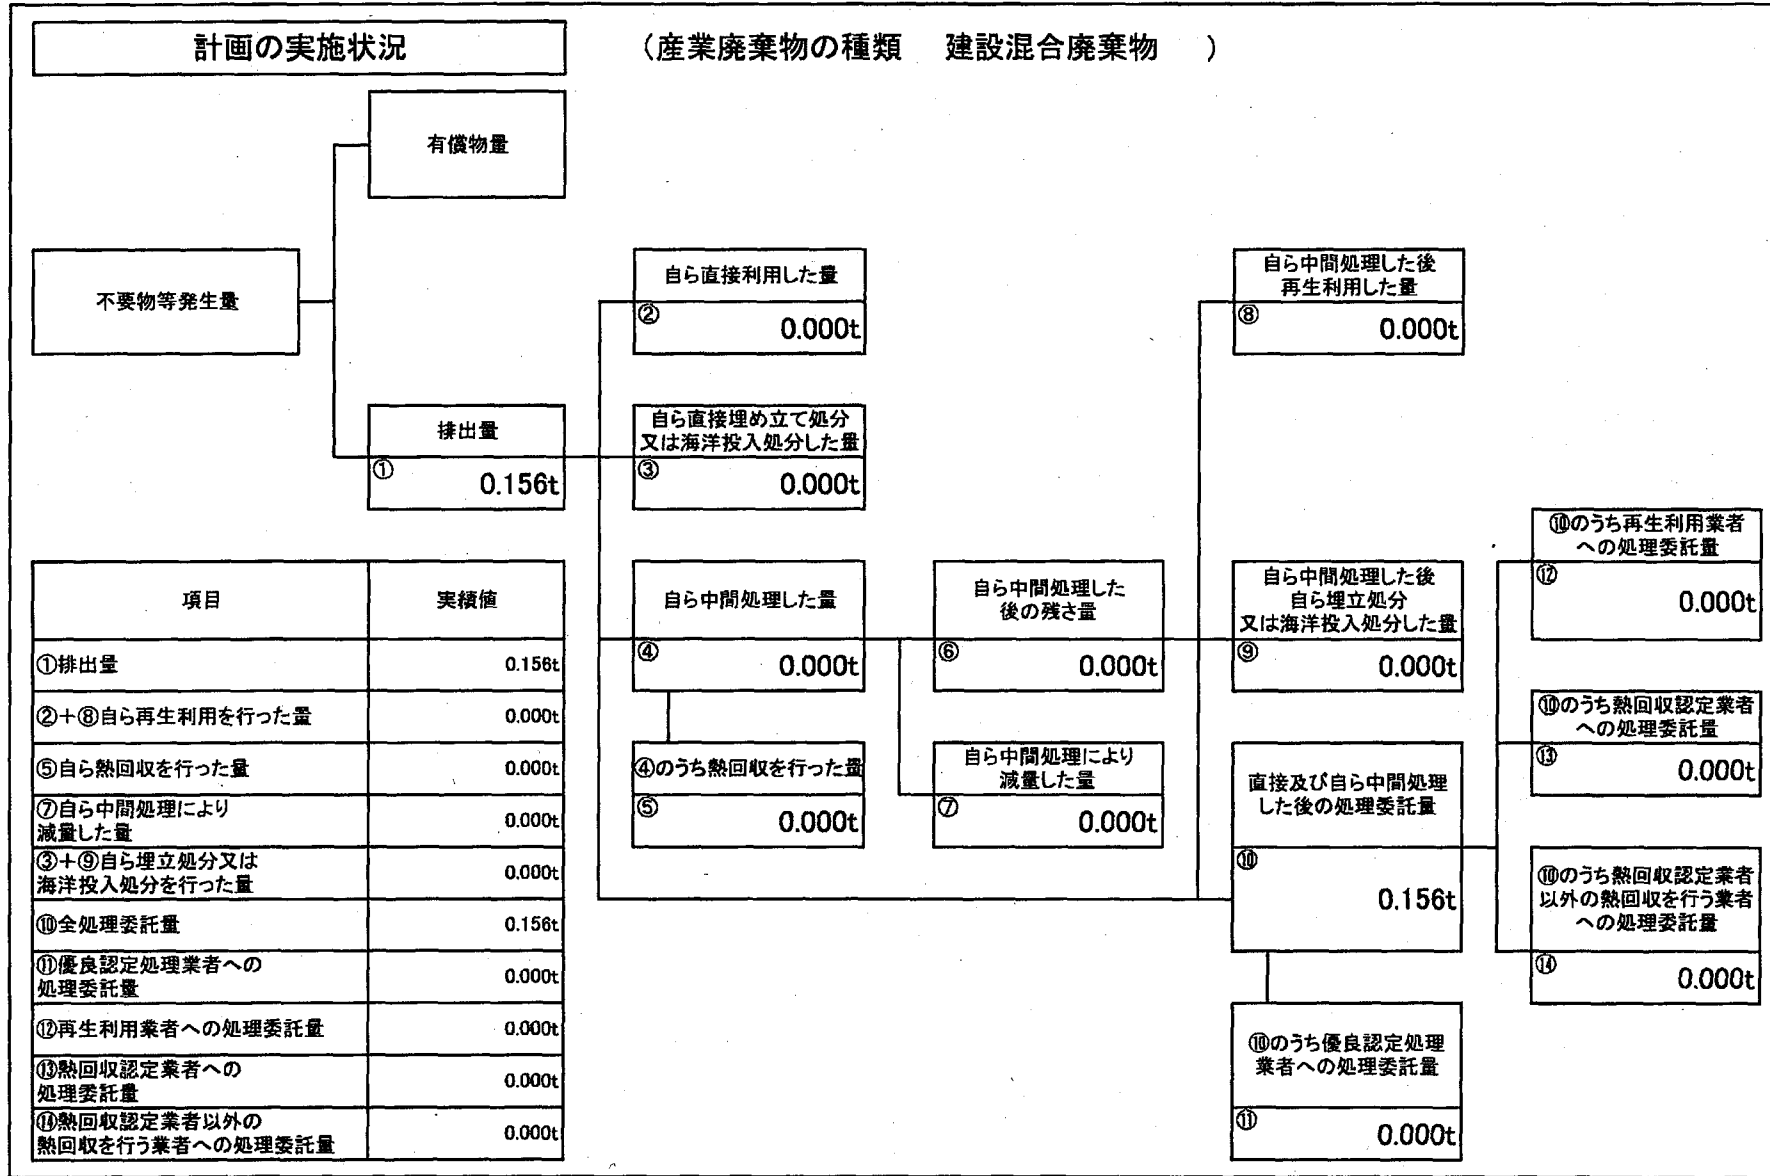 計画の実施状況
(産業廃棄物の種類　建設混合廃棄物　)
有償物量
不要物等発生量
排出量
①
0.156t
自ら直接利用した量
②
0.000t
自ら直接埋め立て処分
又は海洋投入処分した量
③
0.000t
自ら中間処理した量
④
0.000t
④のうち熱回収を行った量
⑤
0.000t
自ら中間処理した
後の残さ量
⑥
0.000t
自ら中間処理により
減量した量
⑦
0.000t
自ら中間処理した後
再生利用した量
⑧
0.000t
自ら中間処理した後
自ら埋立処分
又は海洋投入処分した量
⑨
0.000t
直接及び自ら中間処理
した後の処理委託量
⑩
0.156t
⑩のうち優良認定処理
業者への処理委託量
⑪
0.000t
⑩のうち再生利用業者
への処理委託量
⑫
0.000t
⑩のうち熱回収認定業者
への処理委託量
⑬
0.000t
⑩のうち熱回収認定業者
以外の熱回収を行う業者
への処理委託量
⑭
0.000t
項目　実績値
①排出量　0.156t
②+⑧自ら再生利用を行った量　0.000t
⑤自ら熱回収を行った量　0.000t
⑦自ら中間処理により
減量した量　0.000t
③+⑨自ら埋立処分又は
海洋投入処分を行った量　0.000t
⑩全処理委託量　0.156t
⑪優良認定処理業者への
処理委託量　0.000t
⑫再生利用業者への処理委託量　0.000t
⑬熱回収認定業者への
処理委託量　0.000t
⑭熱回収認定業者以外の
熱回収を行う業者への処理委託量　0.000t